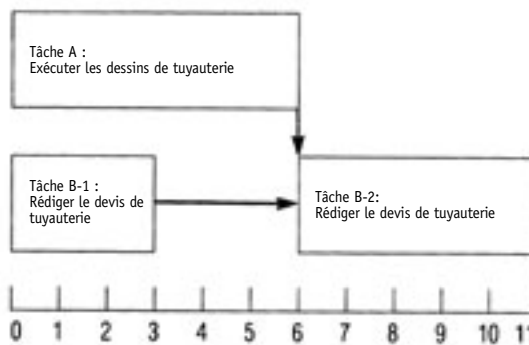 Tâche A :
Exécuter les dessins de tuyauterie
Tâche B-1 :
Rédiger le devis de
tuyauterie
Tâche B-2:
Rédiger le devis de tuyauterie
0 1 2 3 4 5 6 7 8 9 10 11